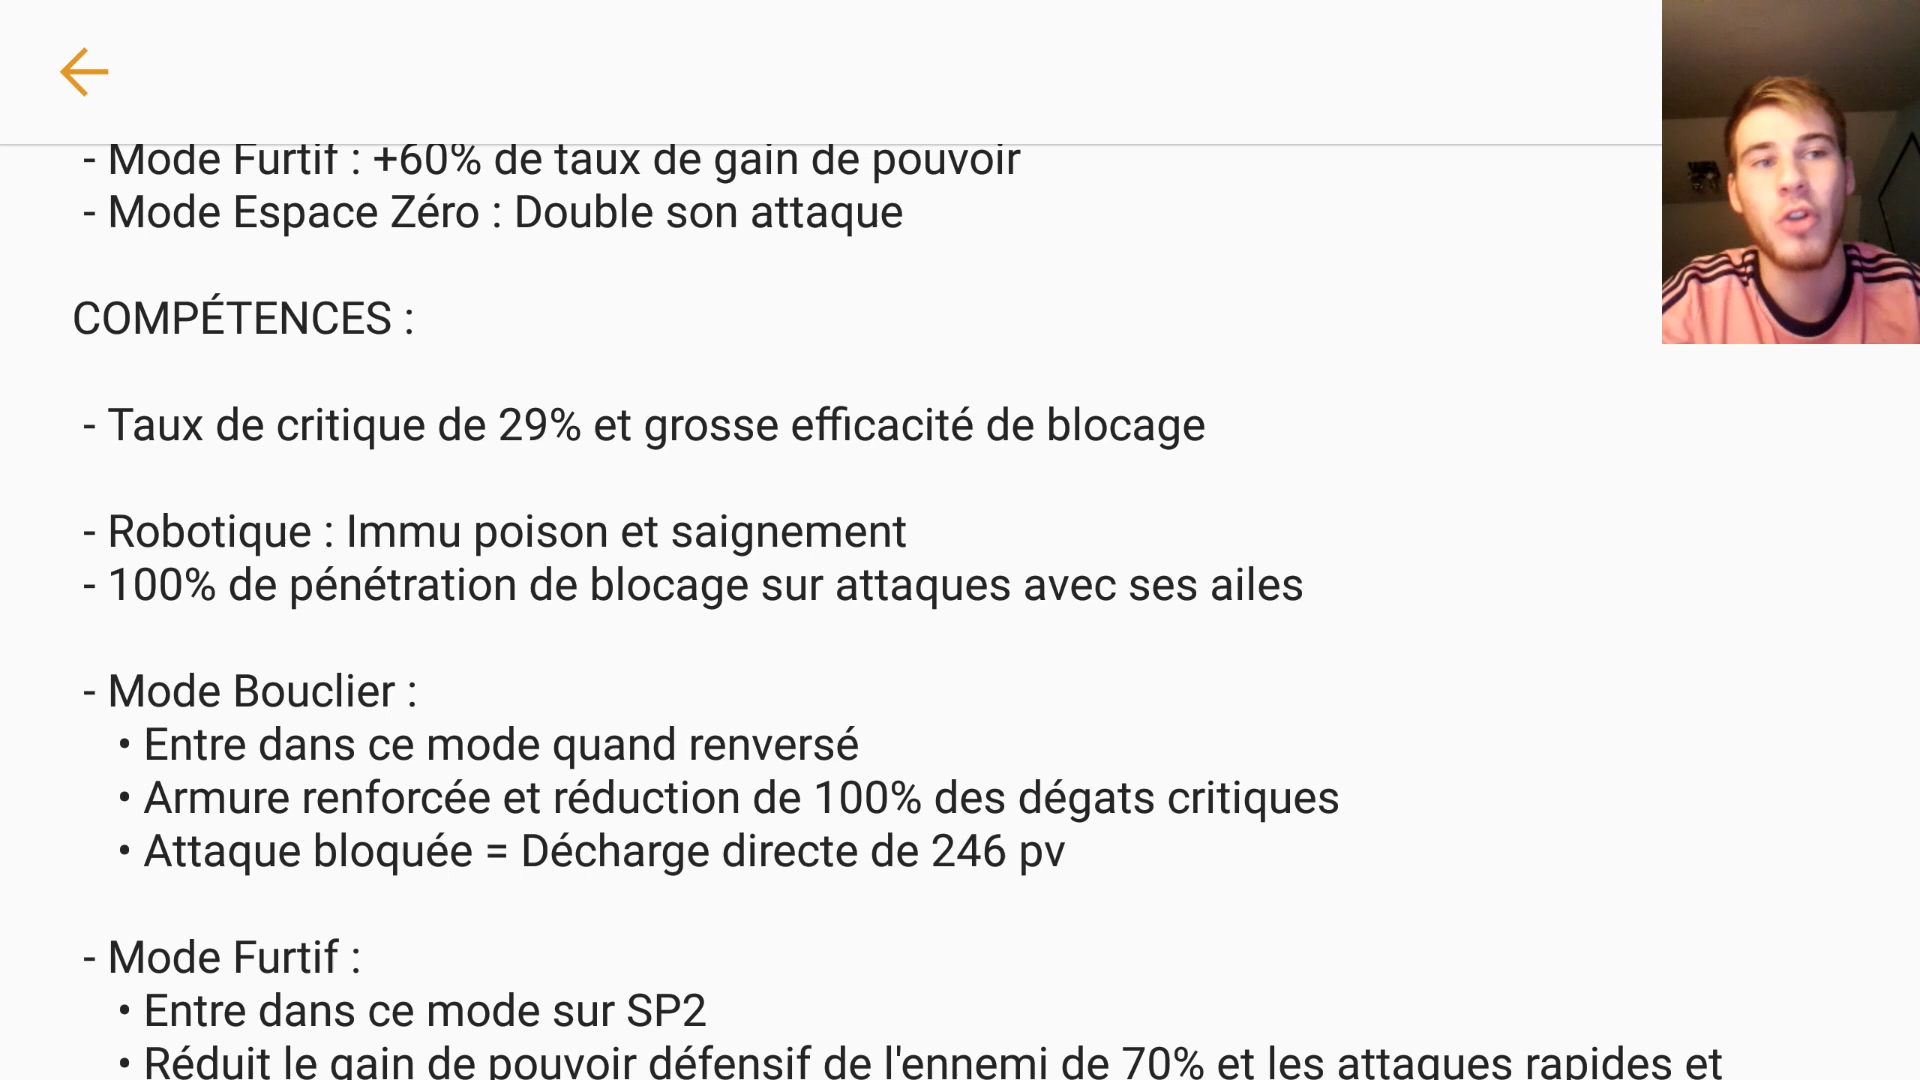 - Mode Furtif : +60% de taux de gain de pouvoir
- Mode Espace Zéro : Double son attaque
COMPÉTENCES :
- Taux de critique de 29% et grosse efficacité de blocage
- Robotique : Immu poison et saignement
- 100% de pénétration de blocage sur attaques avec ses ailes
- Mode Bouclier :
• Entre dans ce mode quand renversé
• Armure renforcée et réduction de 100% des dégats critiques
• Attaque bloquée = Décharge directe de 246 pv
- Mode Furtif :
• Entre dans ce mode sur SP2
• Réduit le gain de pouvoir défensif de l'ennemi de 70% et les attaques rapides et